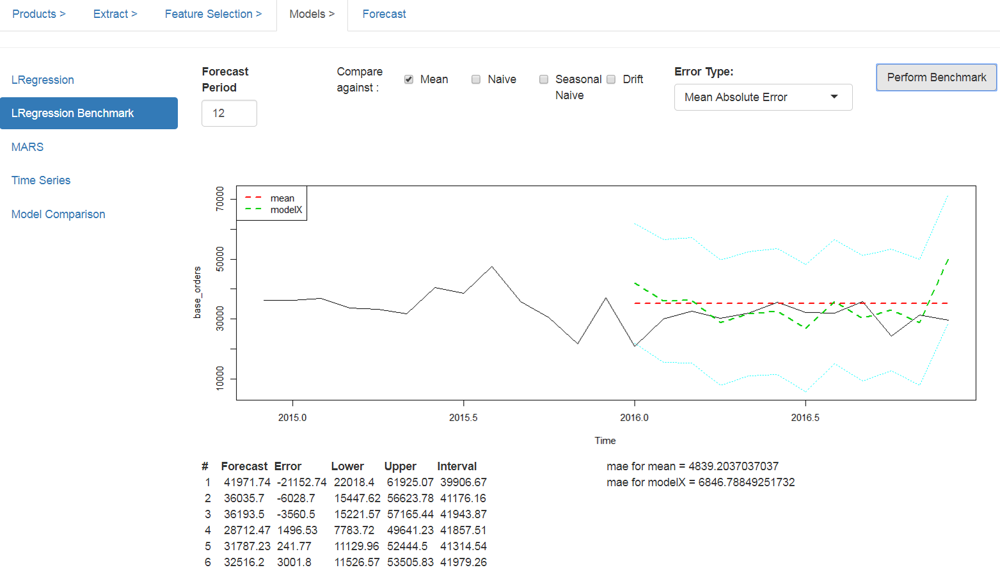 Products > Extract > Feature Selection > Models > Forecast
LRegression
LRegression Benchmark
MARS
Time Series
Model Comparison
Forecast
Period
12
Compare
against :
Mean
Naive
Seasonal
Naive
Drift
Error Type:
Mean Absolute Error
Perform Benchmark
mean
modelX
base_orders
70000
50000
30000
10000
2015.0 2015.5 2016.0 2016.5
Time
# Forecast Error Lower Upper Interval
1 41971.74 -21152.74 22018.4 61925.07 39906.67
2 36035.7 -6028.7 15447.62 56623.78 41176.16
3 36193.5 -3560.5 15221.57 57165.44 41943.87
4 28712.47 1496.53 7783.72 49641.23 41857.51
5 31787.23 241.77 11129.96 52444.5 41314.54
6 32516.2 3001.8 11526.57 53505.83 41979.26
mae for mean = 4839.2037037037
mae for modelX = 6846.78849251732